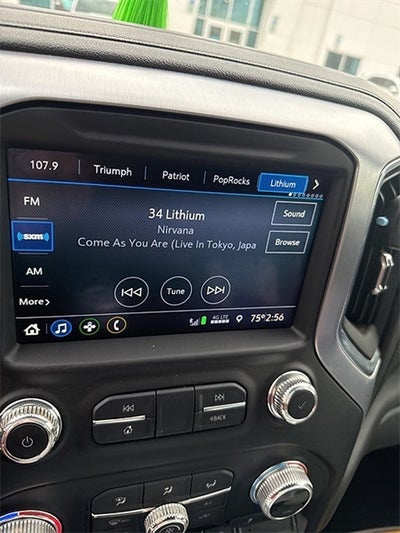 107.9 Triumph Patriot PopRocks Lithium
FM
34 Lithium
Sound
Nirvana
SXM
Come As You Are (Live In Tokyo, Japa
Browse
AM
Tune
More
4G LTE
75° 2:56
BACK